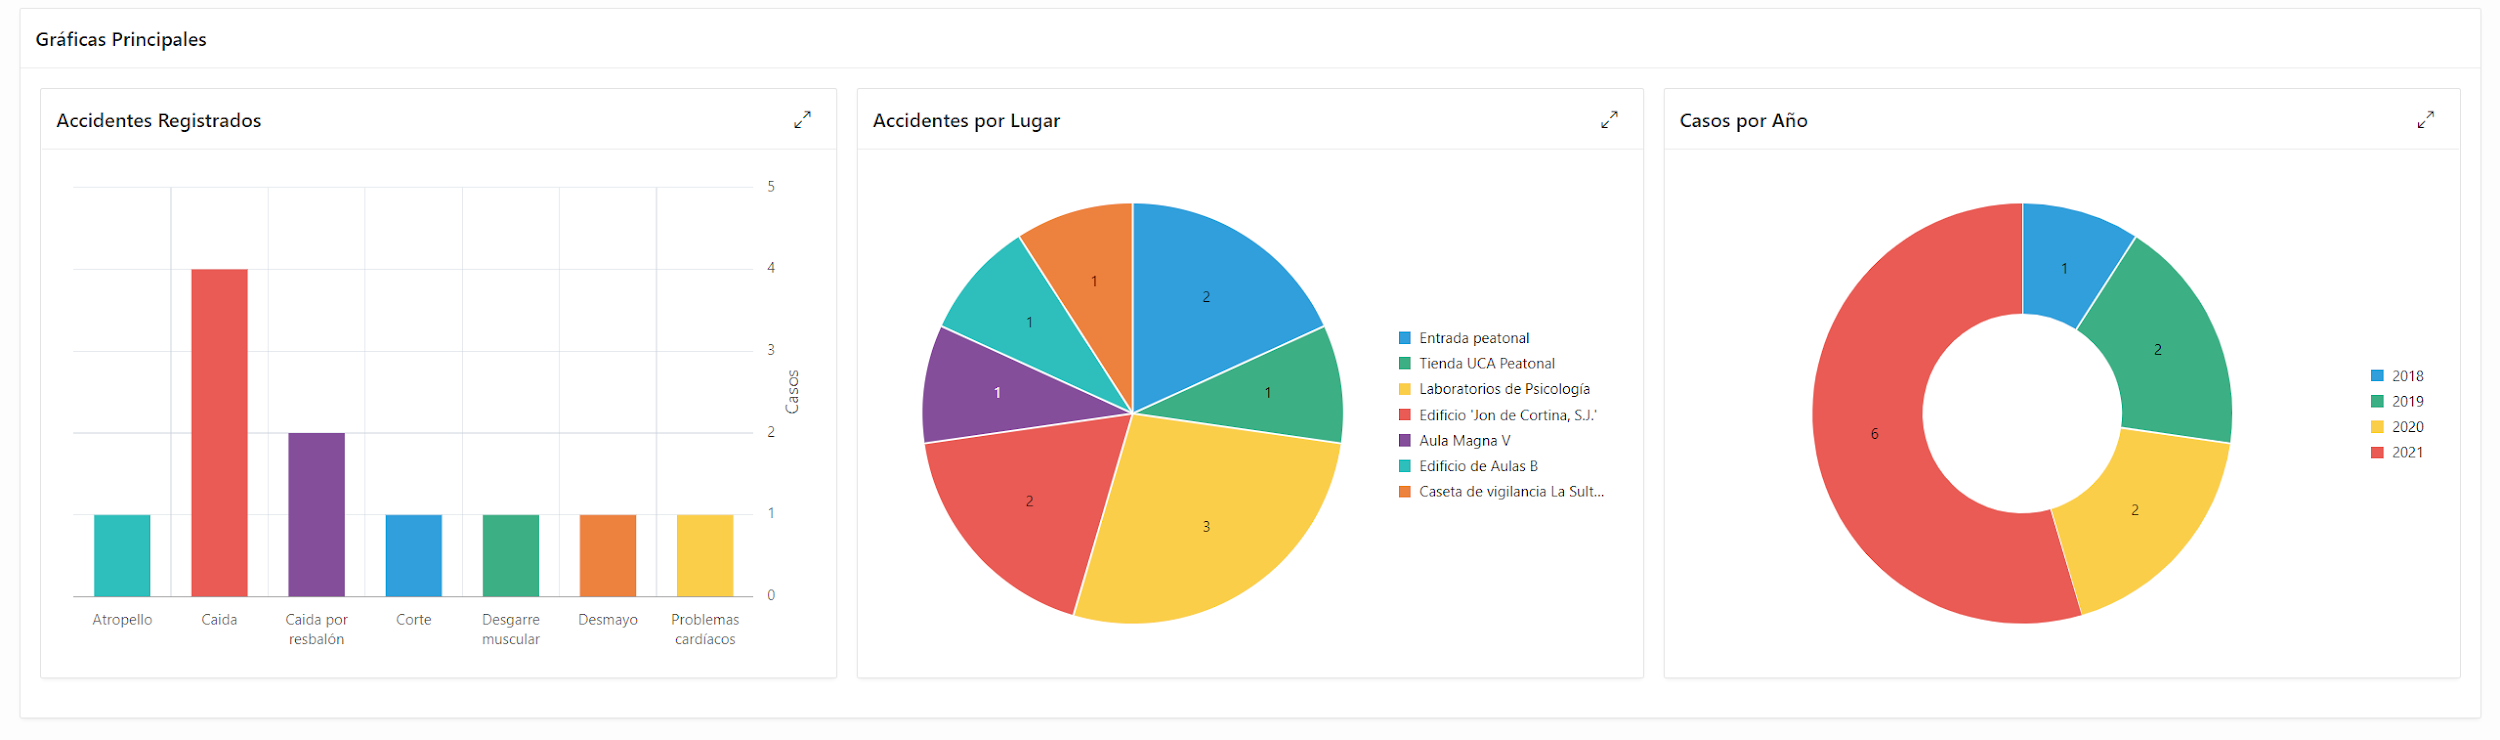 Gráficas Principales
Accidentes Registrados
5
4
3
2
1
0
Casos
Atropello
Caida
Caida por
resbalón
Corte
Desgarre
muscular
Desmayo
Problemas
cardíacos
Accidentes por Lugar
1
2
1
1
1
2
3
Entrada peatonal
Tienda UCA Peatonal
Laboratorios de Psicología
Edificio 'Jon de Cortina, S.J.'
Aula Magna V
Edificio de Aulas B
Caseta de vigilancia La Sult...
Casos por Año
1
2
6
2
2018
2019
2020
2021